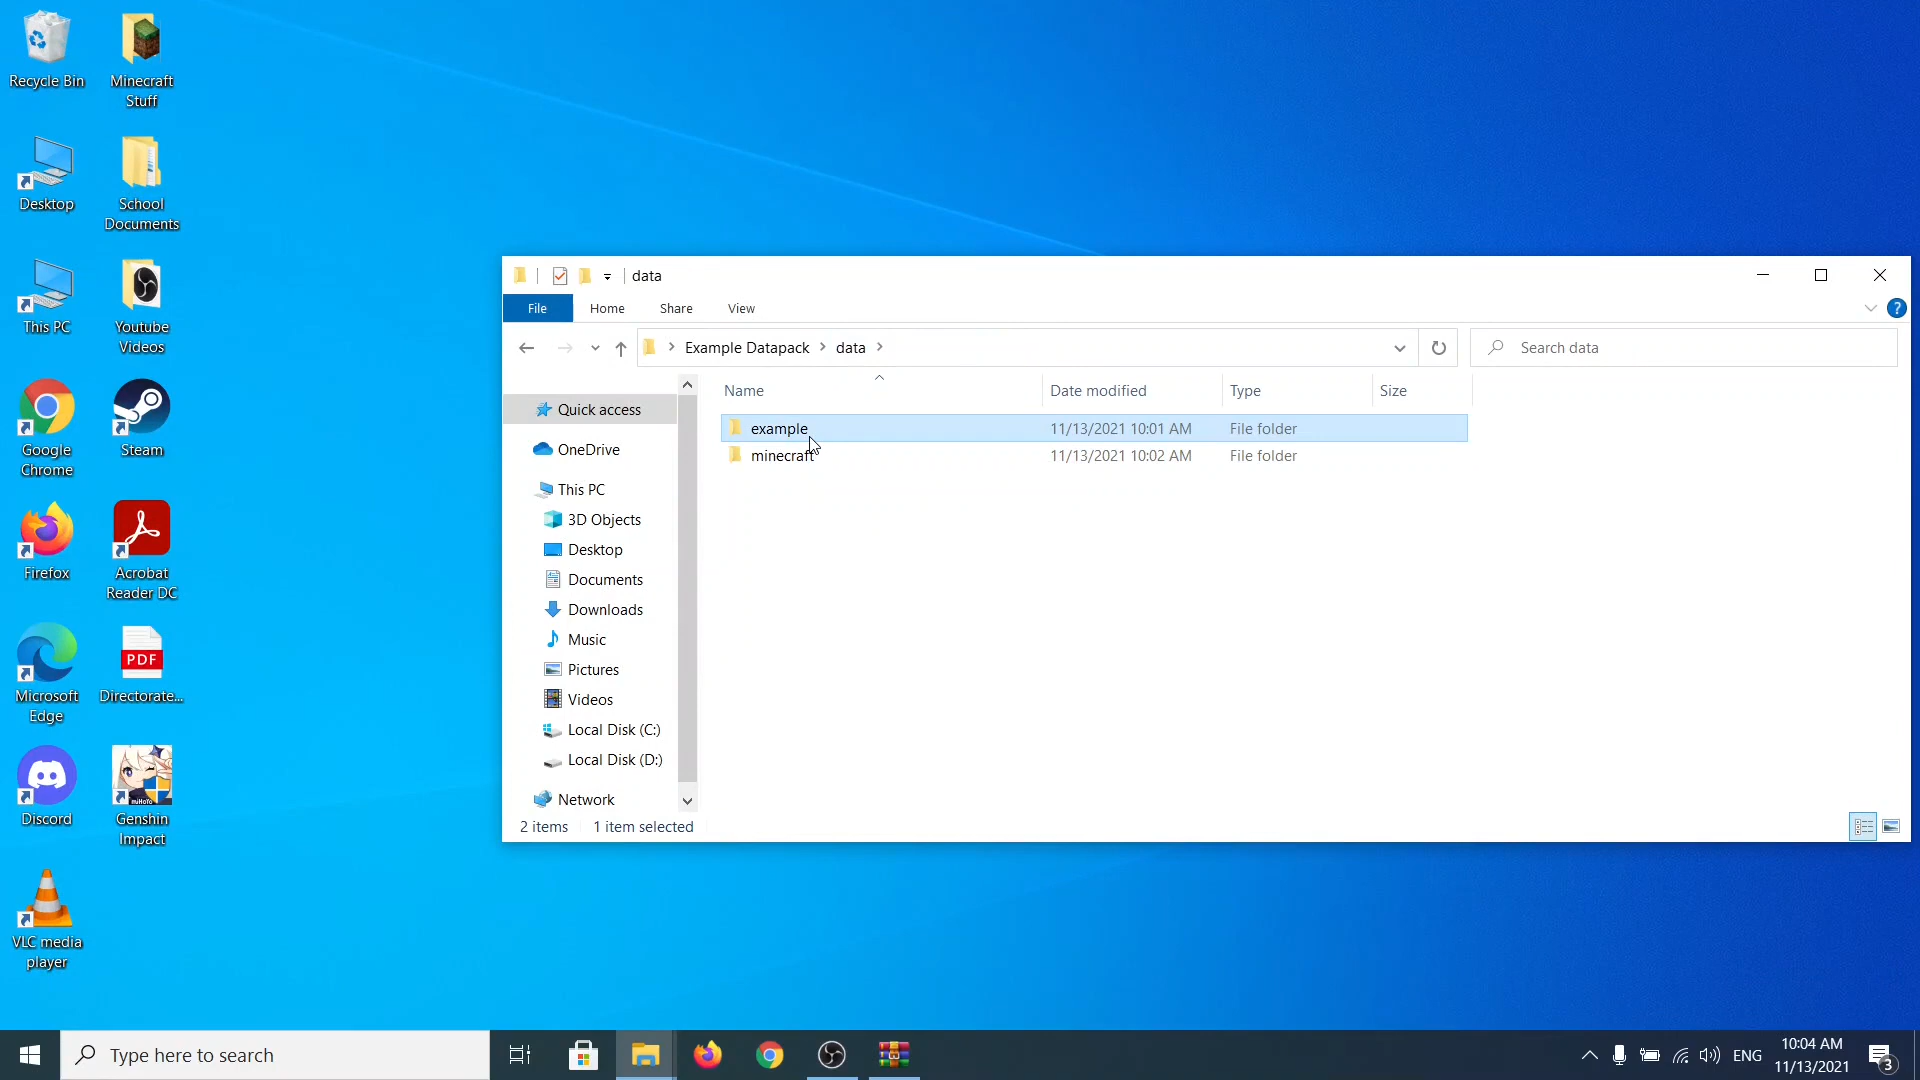 Recycle Bin
Minecraft
Stuff
Desktop
School
Documents
This PC
Youtube
Videos
Google
Chrome
Steam
Firefox
Acrobat
Reader DC
Microsoft
Edge
PDF
Directorate...
Discord
miHoYo
Genshin
Impact
VLC media
player
data
File
Home
Share
View
?
Example Datapack
data
Search data
Name
Date modified
Type
Size
example
11/13/2021 10:01 AM
File folder
minecraft
11/13/2021 10:02 AM
File folder
Quick access
OneDrive
This PC
3D Objects
Desktop
Documents
Downloads
Music
Pictures
Videos
Local Disk (C:)
Local Disk (D:)
Network
2 items
1 item selected
Type here to search
ENG
10:04 AM
11/13/2021
3